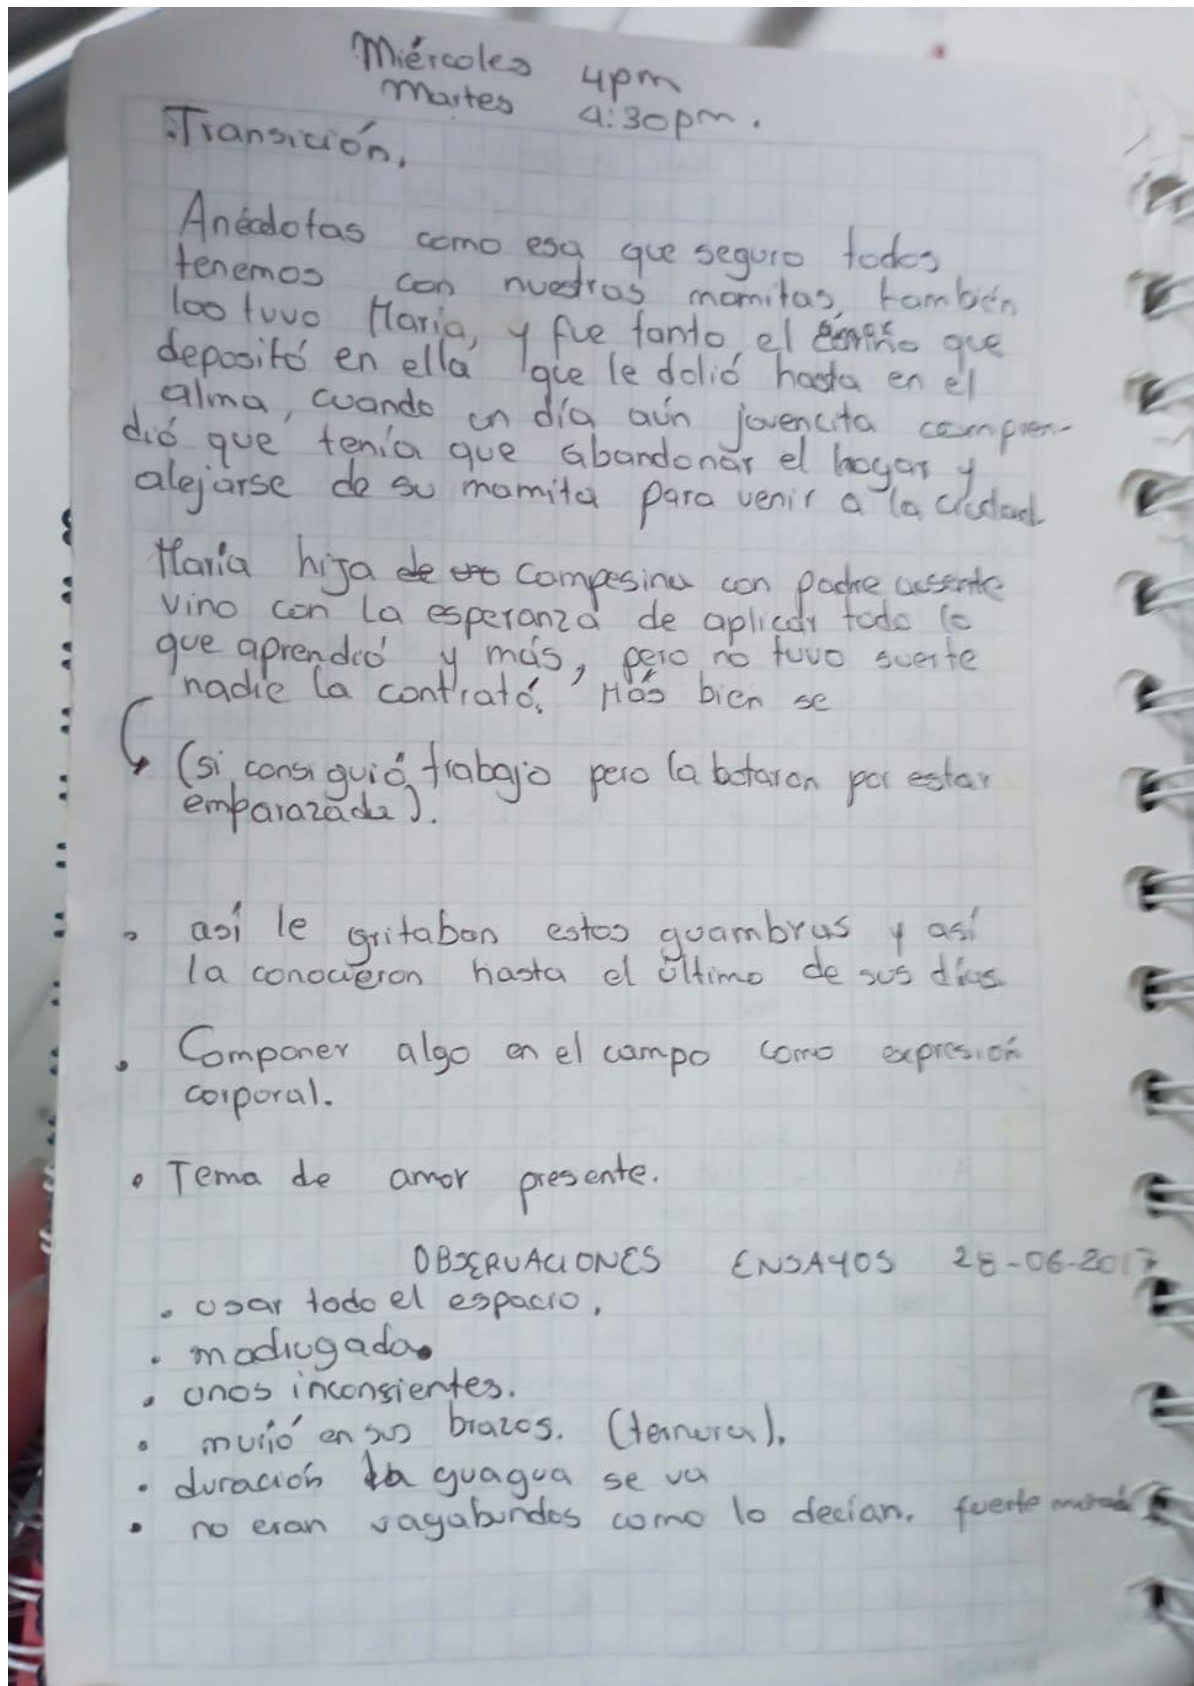 Miércoles 4pm
Martes 4:30pm.
Transición,
Anécdotas como esa que seguro todos
tenemos con nuestras mamitas, también
loo tuvo María, y fue tanto el cariño que
depositó en ella que le dolió hasta en el
alma, cuando un día aún jovencita compren-
dió que tenía que abandonar el hogar y
alejarse de su mamita para venir a la ciudad
María hija de campesina con padre ausente
vino con la esperanza de aplicar todo lo
que aprendió y más, pero no tuvo suerte
nadie la contrató. Más bien se
(si consiguió trabajo pero la botaron por estar
emparazada).
así le gritaban estos guambras y así
la conocieron hasta el último de sus días.
Componer algo en el campo como expresión
corporal.
• Tema de amor presente.
OBSERVACIONES ENSAYOS 28-06-2017
• usar todo el espacio,
• madrugada
• unos inconsientes.
• murió en sus brazos. (ternura).
• duración la guagua se va
• no eran vagabundos como lo decían. fuerte